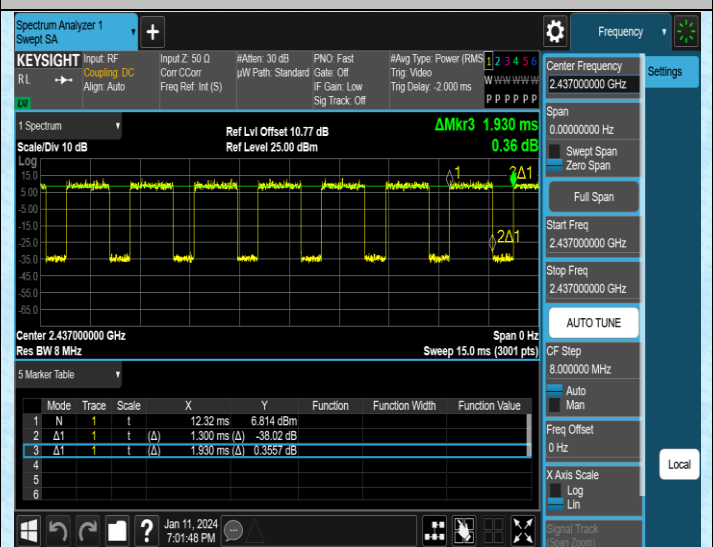 Spectrum Analyzer 1
Swept SA
+
Frequency
KEYSIGHT
RL
LXI
Input: RF
Coupling: DC
Align: Auto
Input Z: 50 Ω
Corr CCorr
Freq Ref: Int (S)
#Atten: 30 dB
µW Path: Standard
PNO: Fast
Gate: Off
IF Gain: Low
Sig Track: Off
#Avg Type: Power (RMS
Trig: Video
Trig Delay: -2.000 ms
1 2 3 4 5 6
W W W W W W
P P P P P P
1 Spectrum
Scale/Div 10 dB
Ref Lvl Offset 10.77 dB
Ref Level 25.00 dBm
ΔMkr3 1.930 ms
0.36 dB
Log
15.0
5.00
-5.00
-15.0
-25.0
-35.0
-45.0
-55.0
-65.0
1
3Δ1
2Δ1
Center 2.437000000 GHz
Res BW 8 MHz
Span 0 Hz
Sweep 15.0 ms (3001 pts)
5 Marker Table
Mode Trace Scale X Y Function Function Width Function Value
1 N 1 t 12.32 ms 6.814 dBm
2 Δ1 1 t (Δ) 1.300 ms (Δ) -38.02 dB
3 Δ1 1 t (Δ) 1.930 ms (Δ) 0.3557 dB
4
5
6
?
Jan 11, 2024
7:01:48 PM
Center Frequency
2.437000000 GHz
Span
0.00000000 Hz
Swept Span
Zero Span
Full Span
Start Freq
2.437000000 GHz
Stop Freq
2.437000000 GHz
AUTO TUNE
CF Step
8.000000 MHz
Auto
Man
Freq Offset
0 Hz
X Axis Scale
Log
Lin
Signal Track
(Span Zoom)
Settings
Local